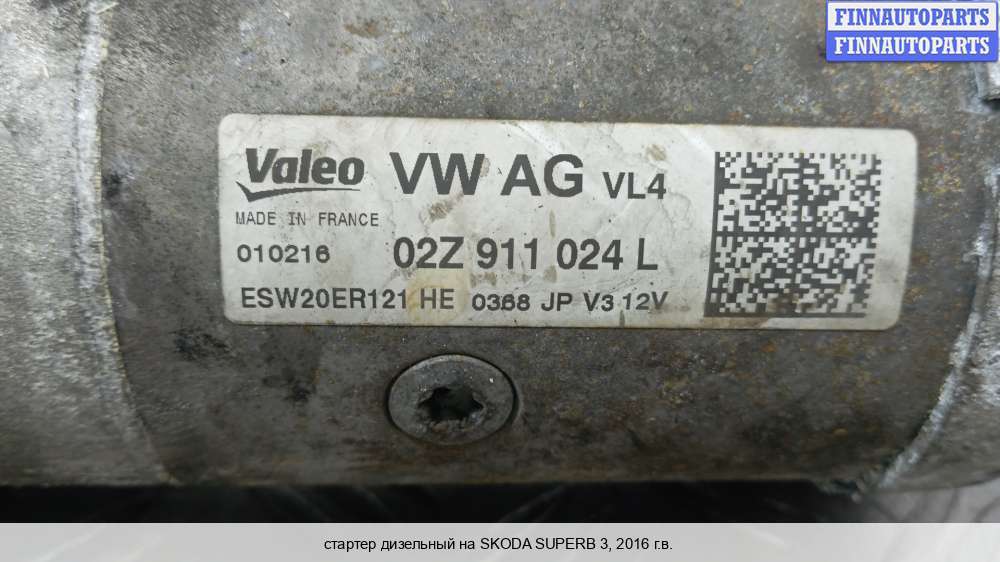 FINNAUTOPARTS
FINNAUTOPARTS
Valeo VW AG VL4
MADE IN FRANCE
010216 02Z 911 024 L
ESW20ER121 HE 0368 JP V3 12V
стартер дизельный на SKODA SUPERB 3, 2016 г.в.